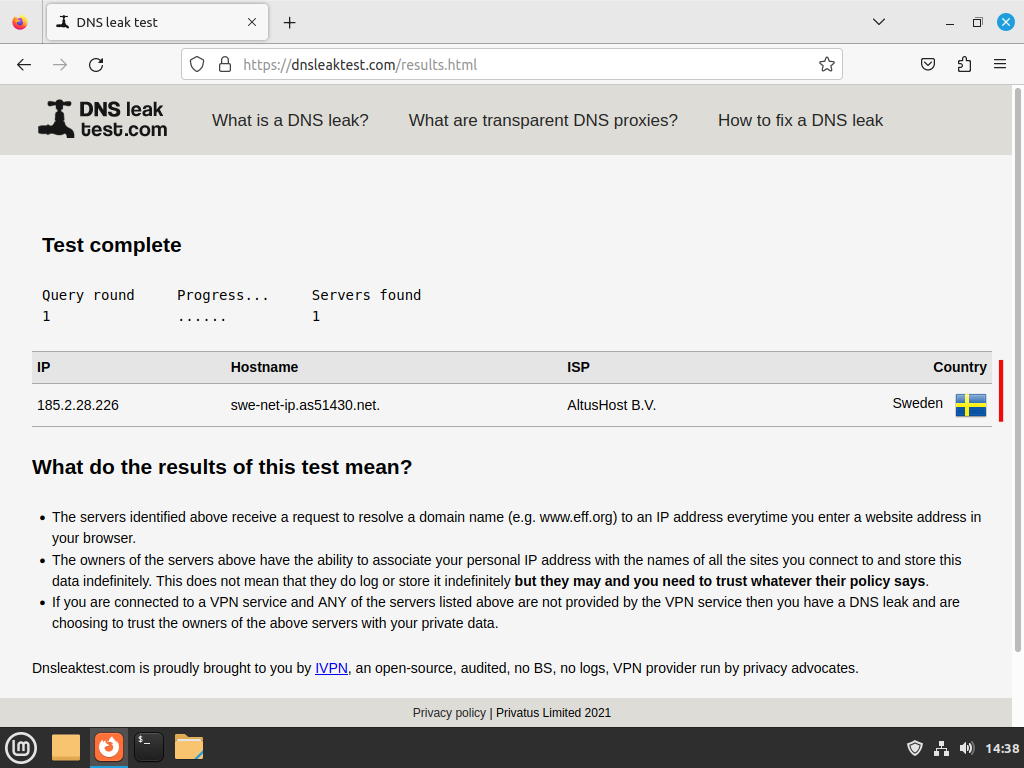 DNS leak test
https://dnsleaktest.com/results.html
DNS leak
test.com
What is a DNS leak?
What are transparent DNS proxies?
How to fix a DNS leak
Test complete
Query round Progress... Servers found
1 ...... 1
IP Hostname ISP Country
185.2.28.226 swe-net-ip.as51430.net. AltusHost B.V. Sweden
What do the results of this test mean?
• The servers identified above receive a request to resolve a domain name (e.g. www.eff.org) to an IP address everytime you enter a website address in
your browser.
• The owners of the servers above have the ability to associate your personal IP address with the names of all the sites you connect to and store this
data indefinitely. This does not mean that they do log or store it indefinitely but they may and you need to trust whatever their policy says.
• If you are connected to a VPN service and ANY of the servers listed above are not provided by the VPN service then you have a DNS leak and are
choosing to trust the owners of the above servers with your private data.
Dnsleaktest.com is proudly brought to you by IVPN, an open-source, audited, no BS, no logs, VPN provider run by privacy advocates.
Privacy policy | Privatus Limited 2021
lm
$_
14:38